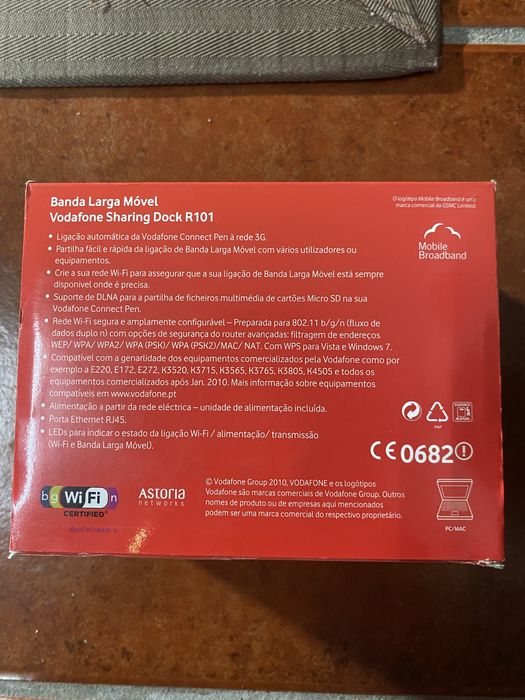 Banda Larga Móvel
Vodafone Sharing Dock R101
O logótipo Mobile Broadband é uma
marca comercial da GSMC Limited.
Mobile
Broadband
• Ligação automática da Vodafone Connect Pen à rede 3G.
• Partilha fácil e rápida da ligação de Banda Larga Móvel com vários utilizadores ou
equipamentos.
• Crie a sua rede Wi-Fi para assegurar que a sua ligação de Banda Larga Móvel está sempre
disponivel onde é precisa.
• Suporte de DLNA para a partilha de ficheiros multimédia de cartões Micro SD na sua
Vodafone Connect Pen.
• Rede Wi-Fi segura e amplamente configurável – Preparada para 802.11 b/g/n (fluxo de
dados duplo n) com opções de segurança do router avançadas: filtragem de endereços
WEP/ WPA/ WPA2/ WPA (PSK)/ WPA (PSK2)/MAC/ NAT. Com WPS para Vista e Windows 7.
• Compatível com a genarlidade dos equipamentos comercializados pela Vodafone como por
exemplo a E220, E172, E272, K3520, K3715, K3565, K3765, K3805, K4505 e todos os
equipamentos comercializados após Jan. 2010. Mais informação sobre equipamentos
compatíveis em www.vodafone.pt
• Alimentação a partir da rede eléctrica – unidade de alimentação incluída.
• Porta Ethernet RJ45.
• LEDs para indicar o estado da ligação Wi-Fi / alimentação/ transmissão
(Wi-Fi e Banda Larga Móvel).
PAP
CE0682
b g WiFi n
CERTIFIED
dual stream n
ASTORIA
networks
© Vodafone Group 2010, VODAFONE e os logótipos
Vodafone são marcas comerciais de Vodafone Group. Outros
nomes de produto ou de empresas aqui mencionados
podem ser uma marca comercial do respectivo proprietário.
PC/MAC